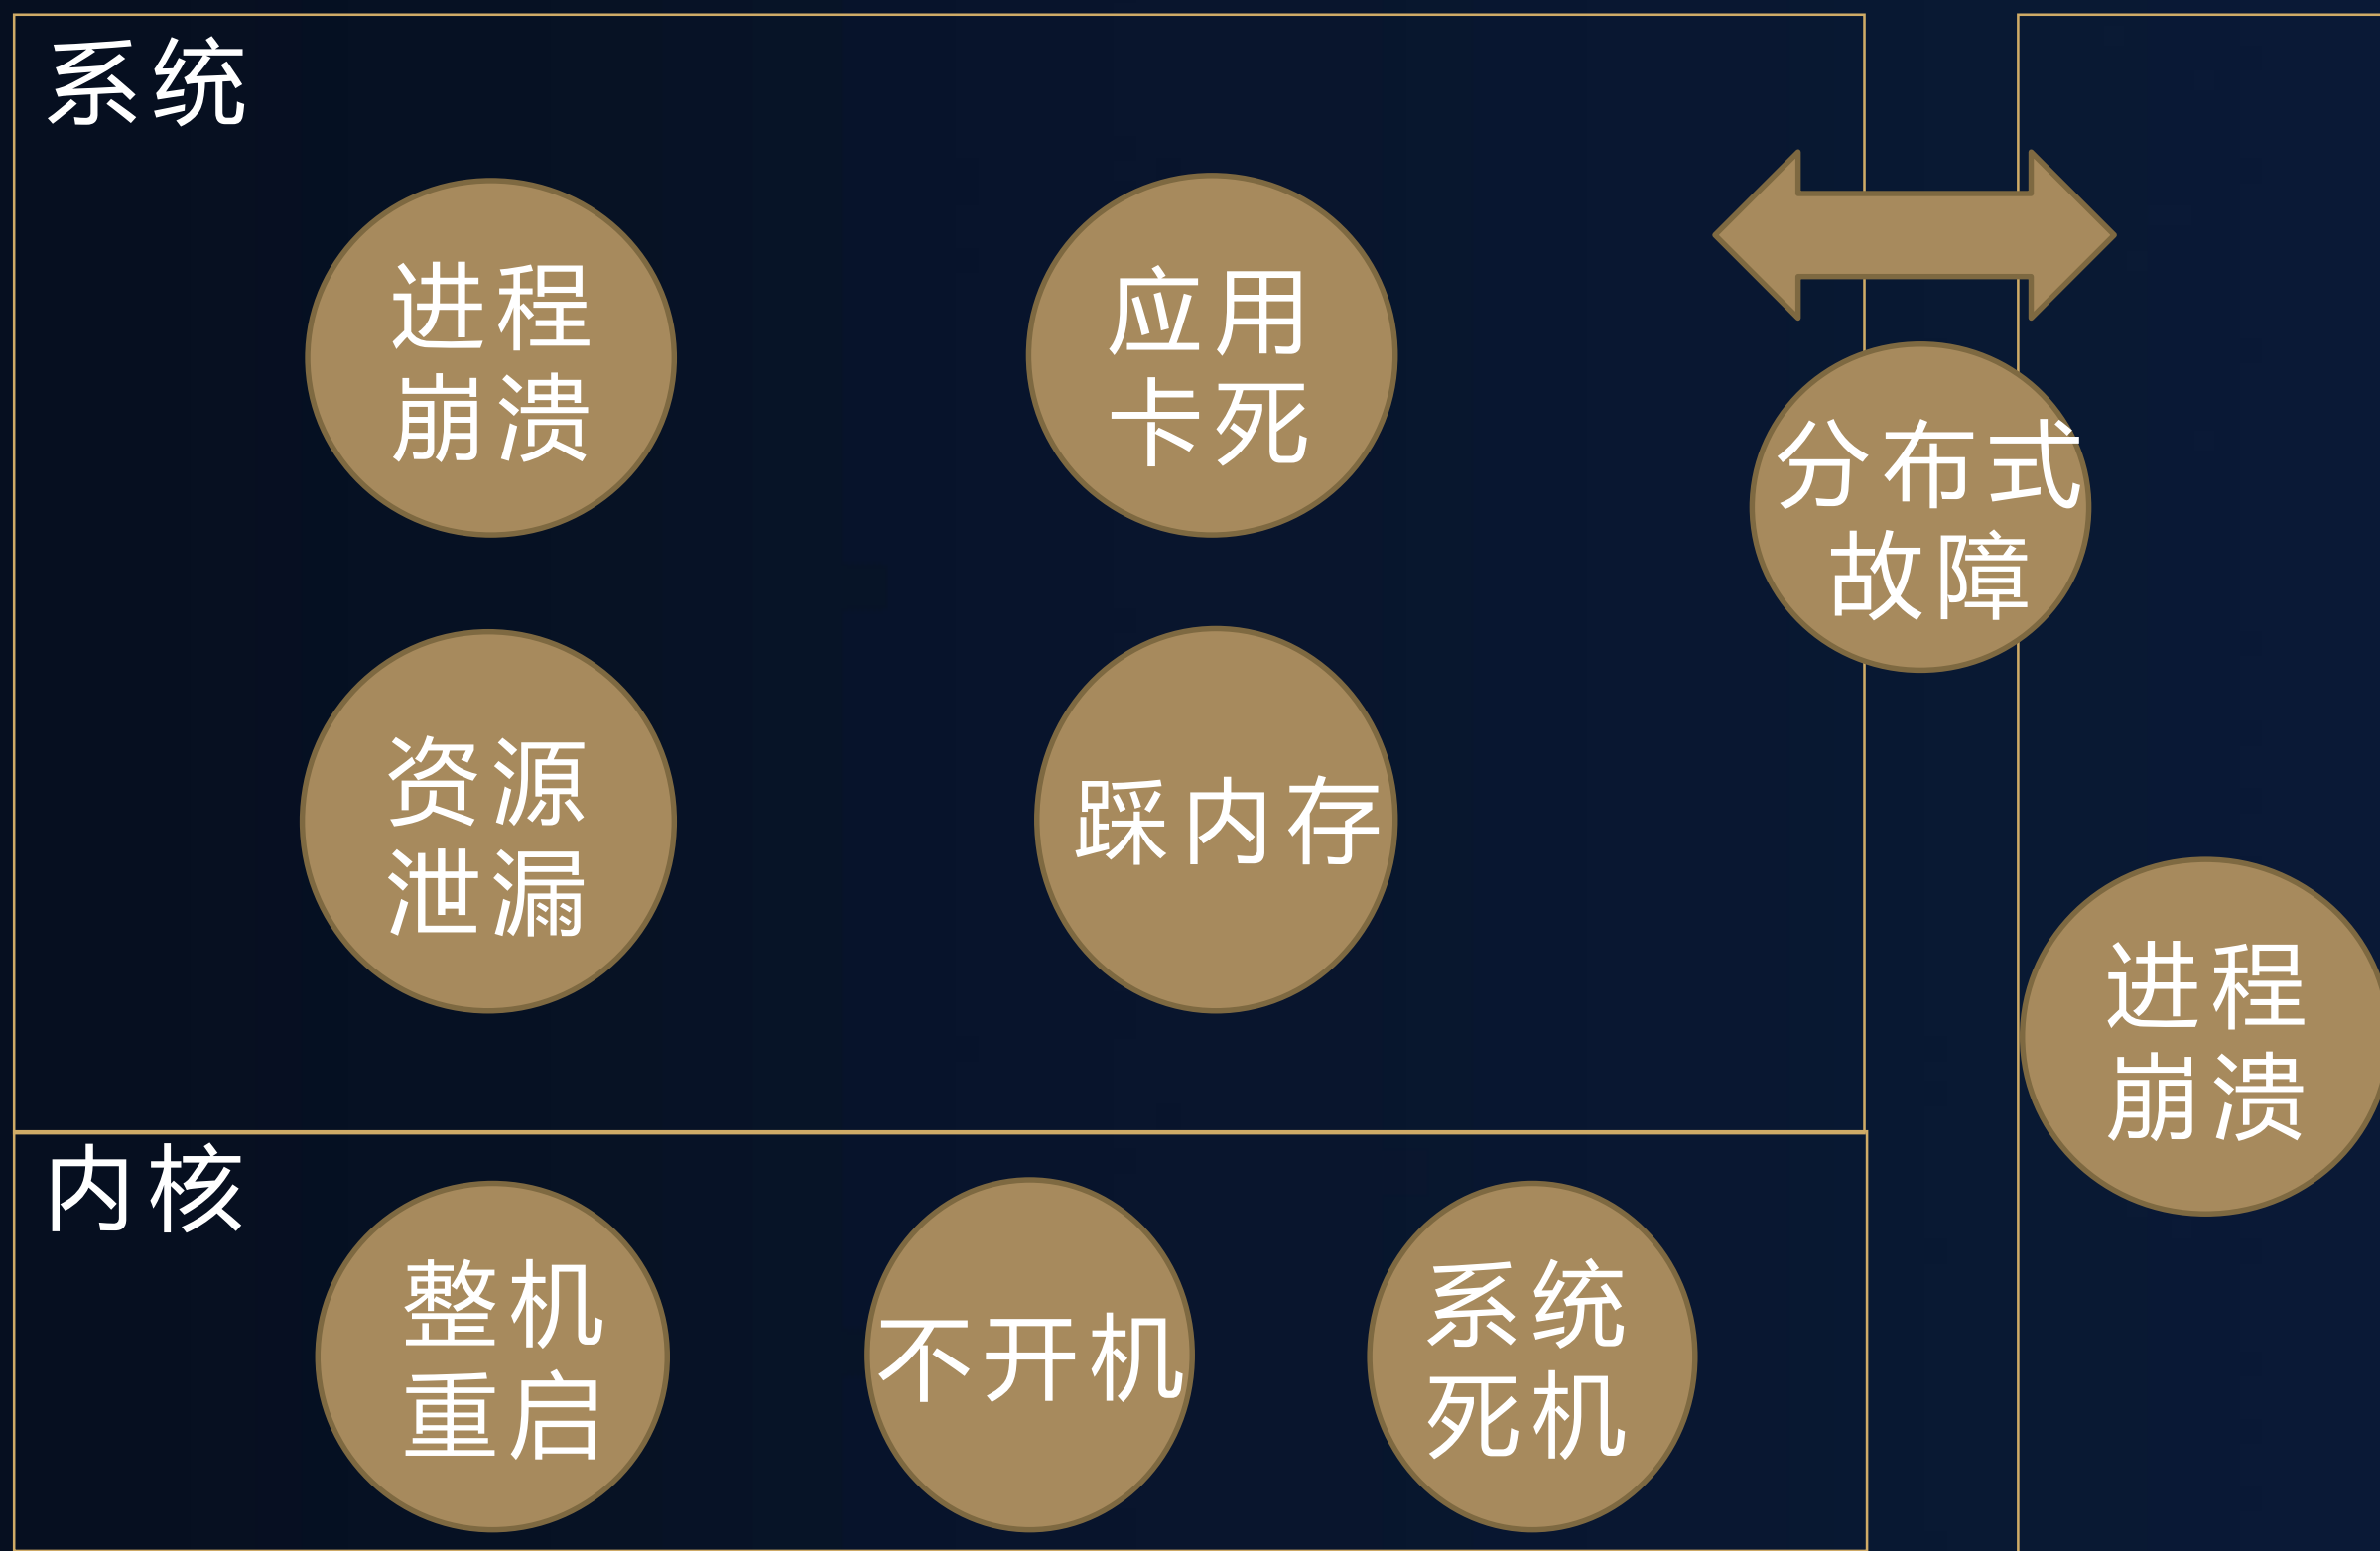 系统
进程
崩溃
应用
卡死
分布式
故障
资源
泄漏
踩内存
进程
崩溃
内核
整机
重启
不开机
系统
死机